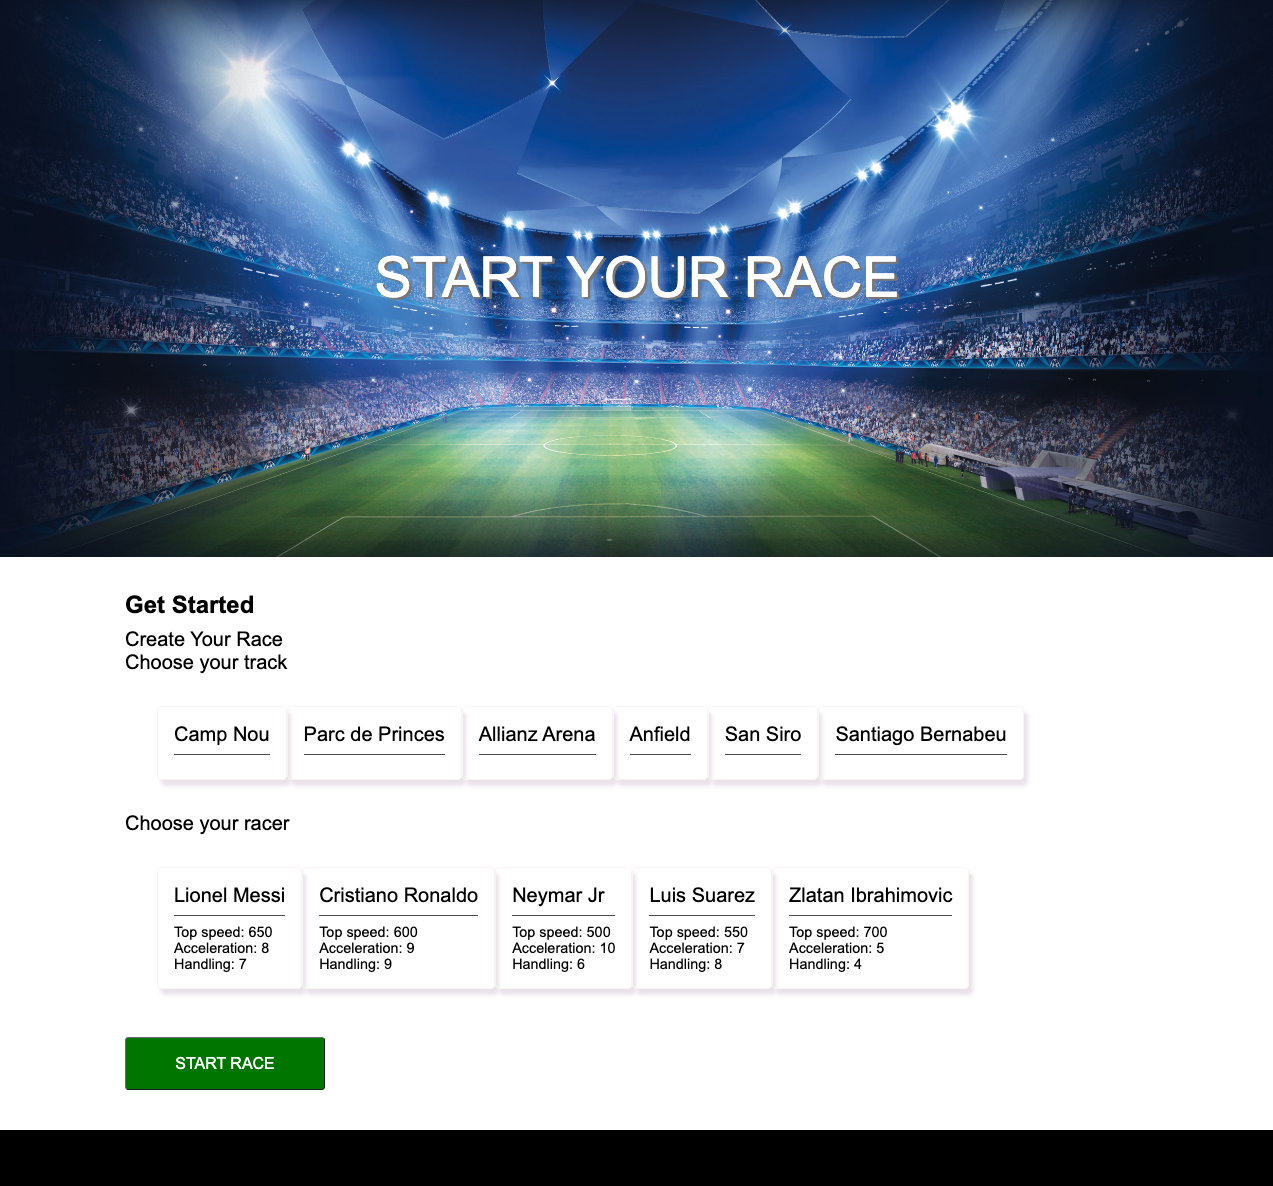 START YOUR RACE
Get Started
Create Your Race
Choose your track
Camp Nou
Parc de Princes
Allianz Arena
Anfield
San Siro
Santiago Bernabeu
Choose your racer
Lionel Messi
Top speed: 650
Acceleration: 8
Handling: 7
Cristiano Ronaldo
Top speed: 600
Acceleration: 9
Handling: 9
Neymar Jr
Top speed: 500
Acceleration: 10
Handling: 6
Luis Suarez
Top speed: 550
Acceleration: 7
Handling: 8
Zlatan Ibrahimovic
Top speed: 700
Acceleration: 5
Handling: 4
START RACE